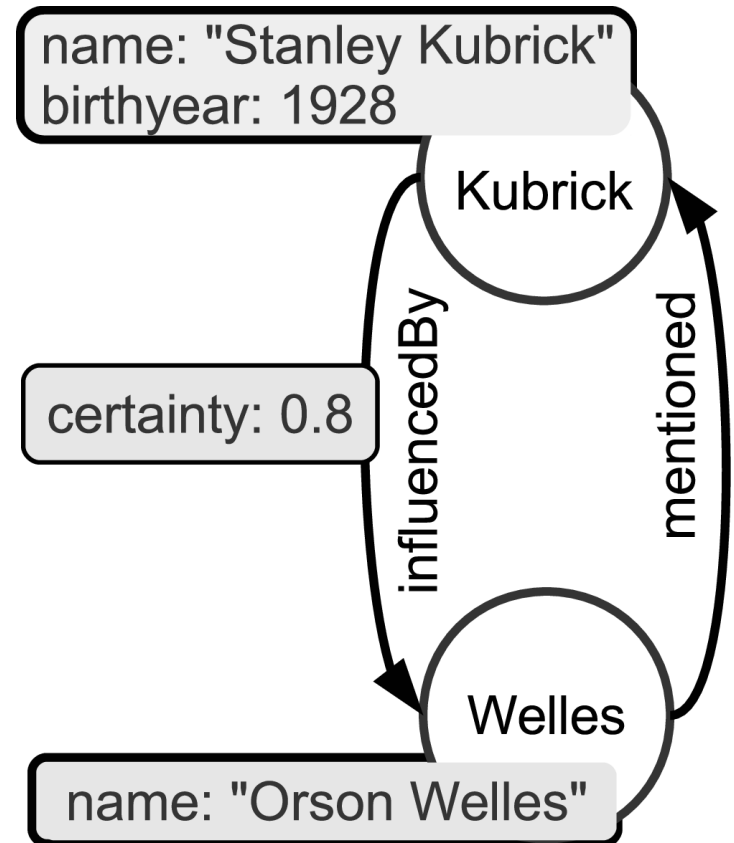 name: "Stanley Kubrick"
birthyear: 1928
Kubrick
influencedBy
mentioned
certainty: 0.8
Welles
name: "Orson Welles"